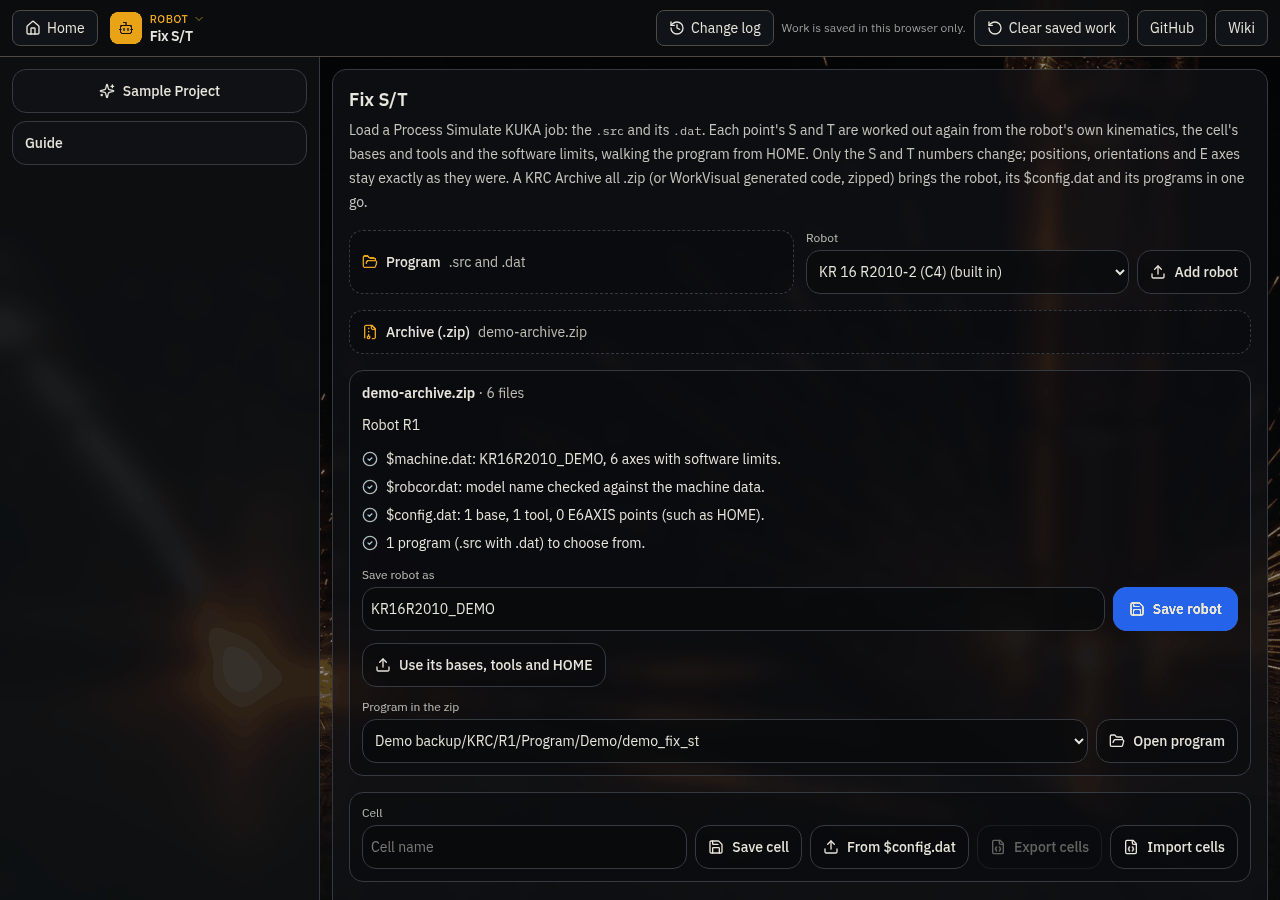 Home
ROBOT
Fix S/T
Change log
Work is saved in this browser only.
Clear saved work
GitHub
Wiki
Sample Project
Guide
Fix S/T
Load a Process Simulate KUKA job: the .src and its .dat. Each point's S and T are worked out again from the robot's own kinematics, the cell's
bases and tools and the software limits, walking the program from HOME. Only the S and T numbers change; positions, orientations and E axes
stay exactly as they were. A KRC Archive all .zip (or WorkVisual generated code, zipped) brings the robot, its $config.dat and its programs in one
go.
Program .src and .dat
Robot
KR 16 R2010-2 (C4) (built in)
Add robot
Archive (.zip) demo-archive.zip
demo-archive.zip · 6 files
Robot R1
$machine.dat: KR16R2010_DEMO, 6 axes with software limits.
$robcor.dat: model name checked against the machine data.
$config.dat: 1 base, 1 tool, 0 E6AXIS points (such as HOME).
1 program (.src with .dat) to choose from.
Save robot as
KR16R2010_DEMO
Save robot
Use its bases, tools and HOME
Program in the zip
Demo backup/KRC/R1/Program/Demo/demo_fix_st
Open program
Cell
Cell name
Save cell
From $config.dat
Export cells
Import cells